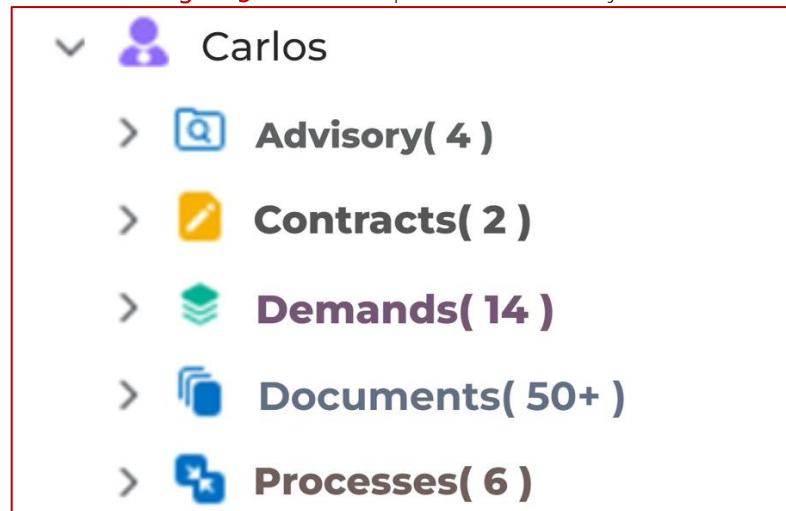 Carlos
Advisory( 4 )
Contracts( 2 )
Demands( 14 )
Documents( 50+ )
Processes( 6 )